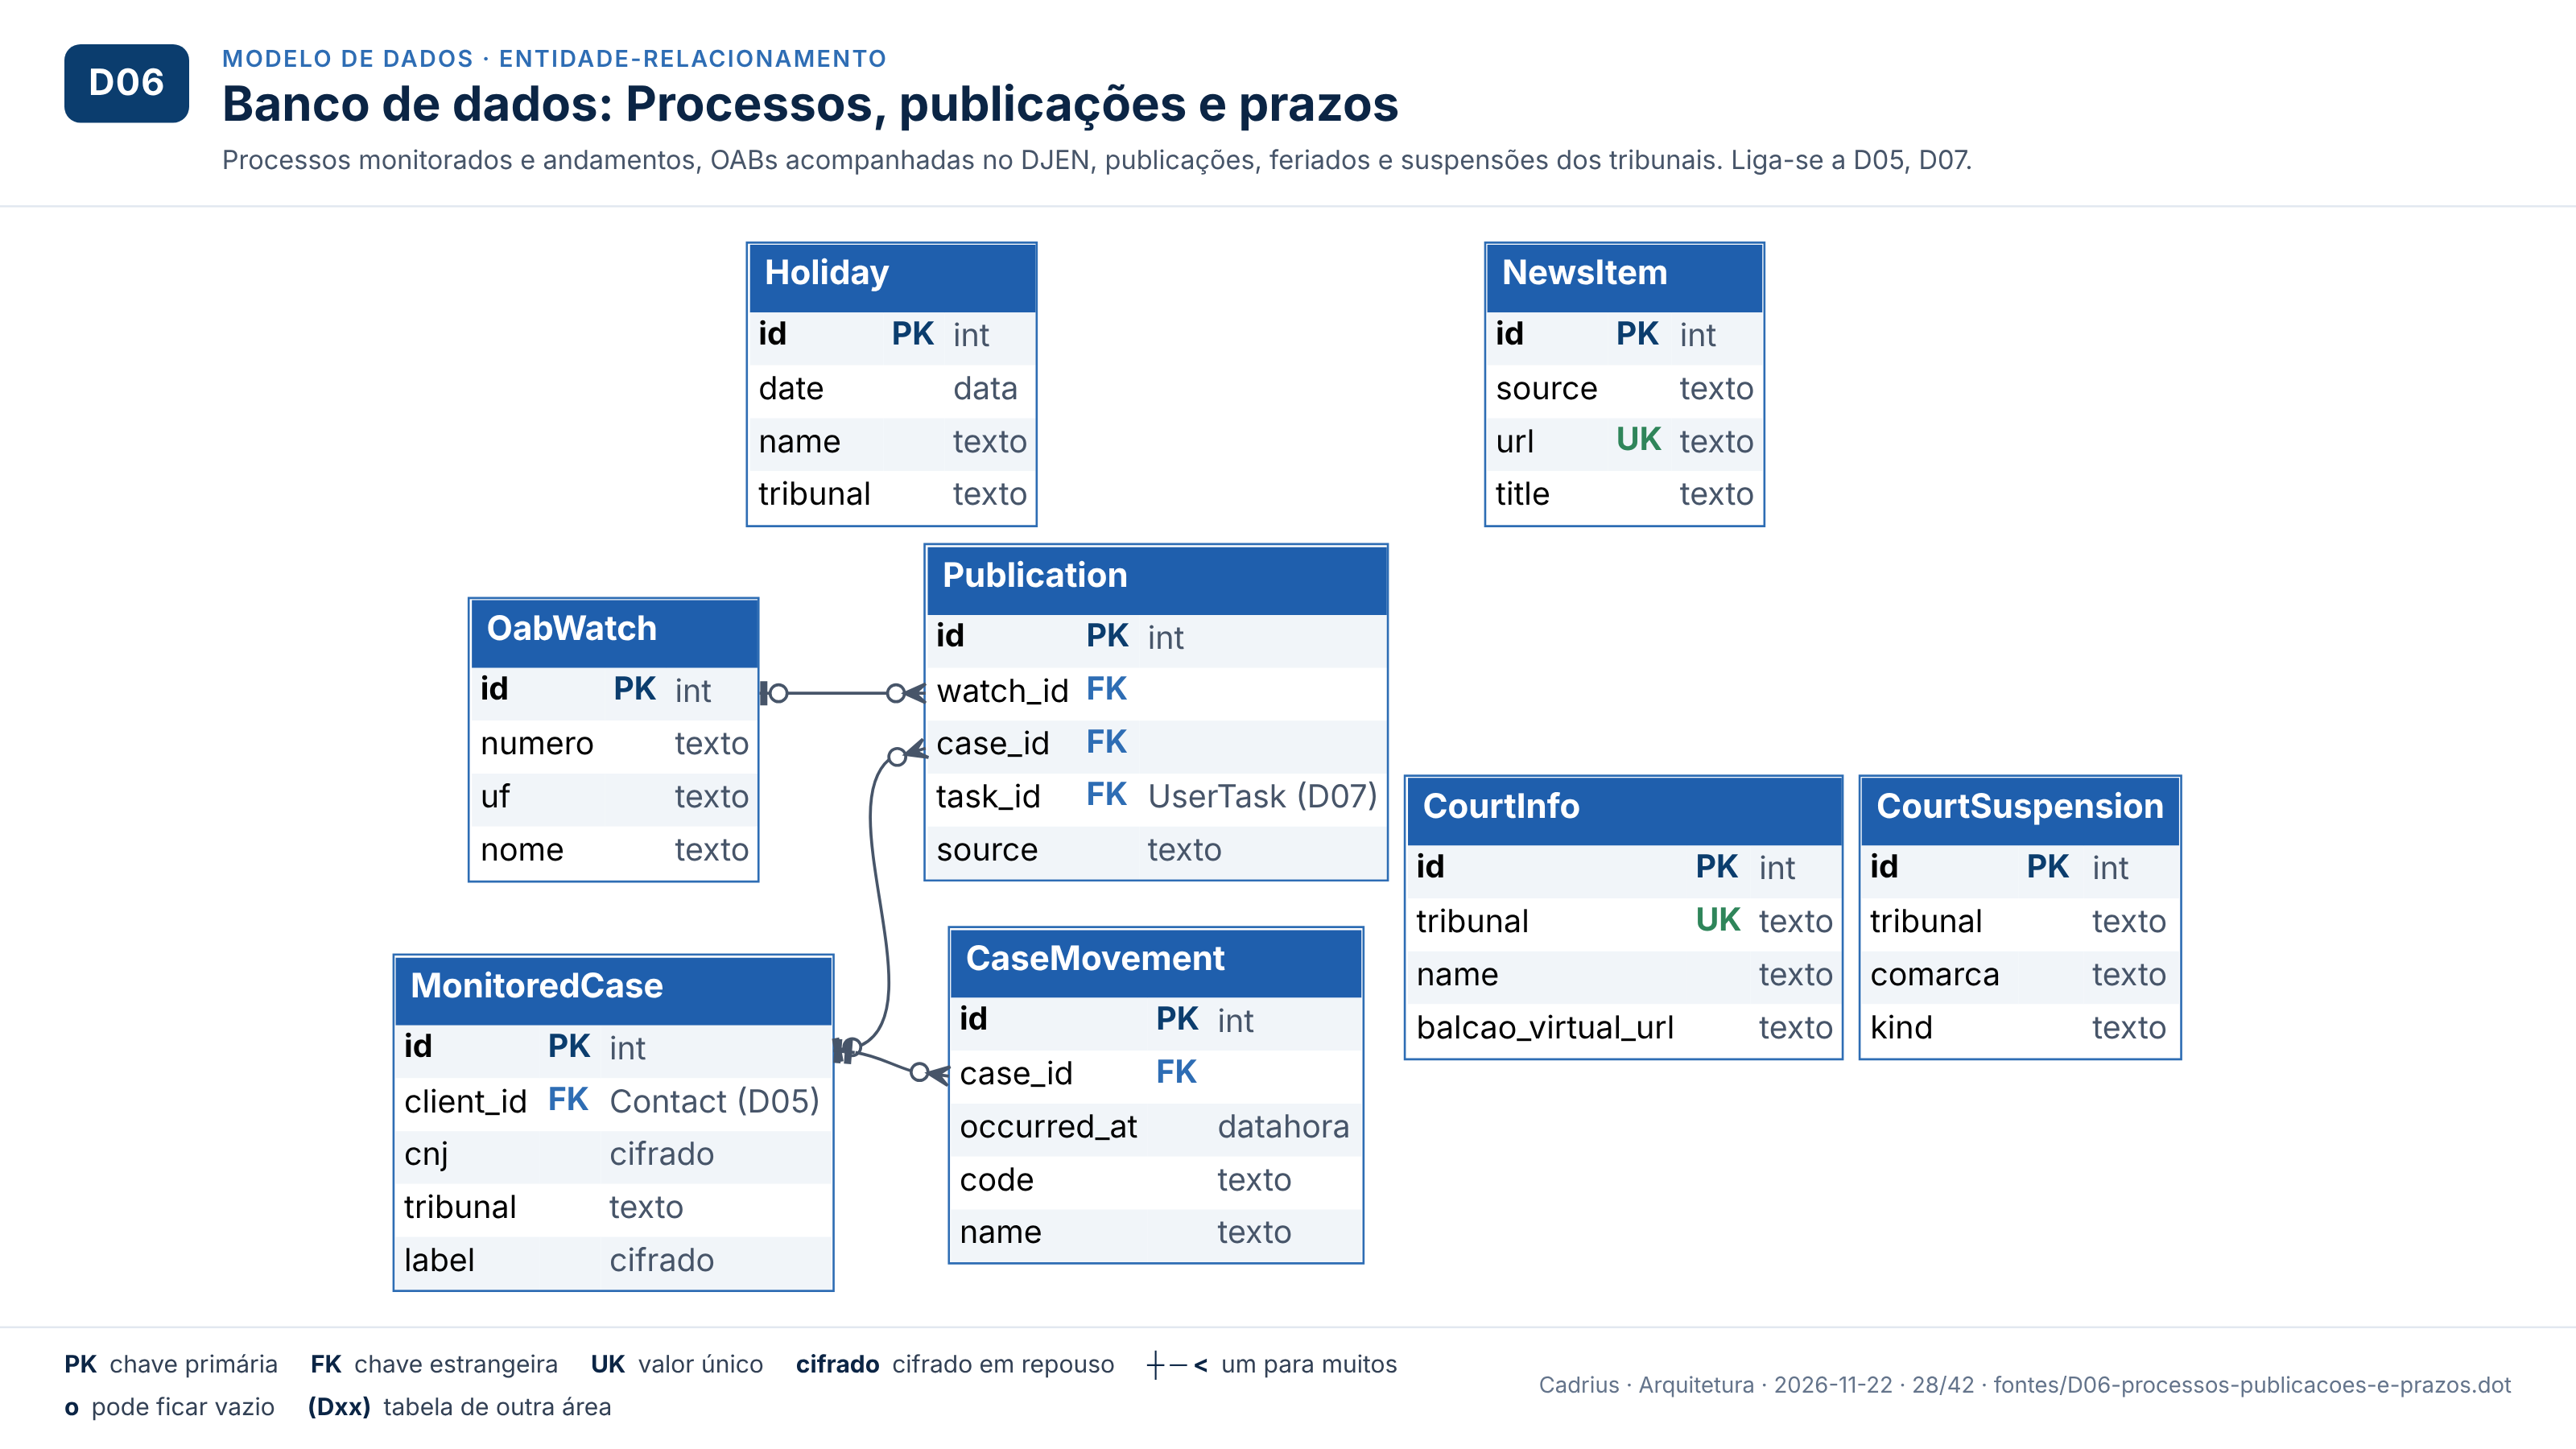 D06
MODELO DE DADOS · ENTIDADE-RELACIONAMENTO
Banco de dados: Processos, publicações e prazos
Processos monitorados e andamentos, OABs acompanhadas no DJEN, publicações, feriados e suspensões dos tribunais. Liga-se a D05, D07.
Holiday
id PK int
date data
name texto
tribunal texto
NewsItem
id PK int
source texto
url UK texto
title texto
Publication
id PK int
watch_id FK
case_id FK
task_id FK UserTask (D07)
source texto
OabWatch
id PK int
numero texto
uf texto
nome texto
CourtInfo
id PK int
tribunal UK texto
name texto
balcao_virtual_url texto
CourtSuspension
id PK int
tribunal texto
comarca texto
kind texto
MonitoredCase
id PK int
client_id FK Contact (D05)
cnj cifrado
tribunal texto
label cifrado
CaseMovement
id PK int
case_id FK
occurred_at datahora
code texto
name texto
PK chave primária FK chave estrangeira UK valor único cifrado cifrado em repouso ┼─< um para muitos
o pode ficar vazio (Dxx) tabela de outra área
Cadrius · Arquitetura · 2026-11-22 · 28/42 · fontes/D06-processos-publicacoes-e-prazos.dot